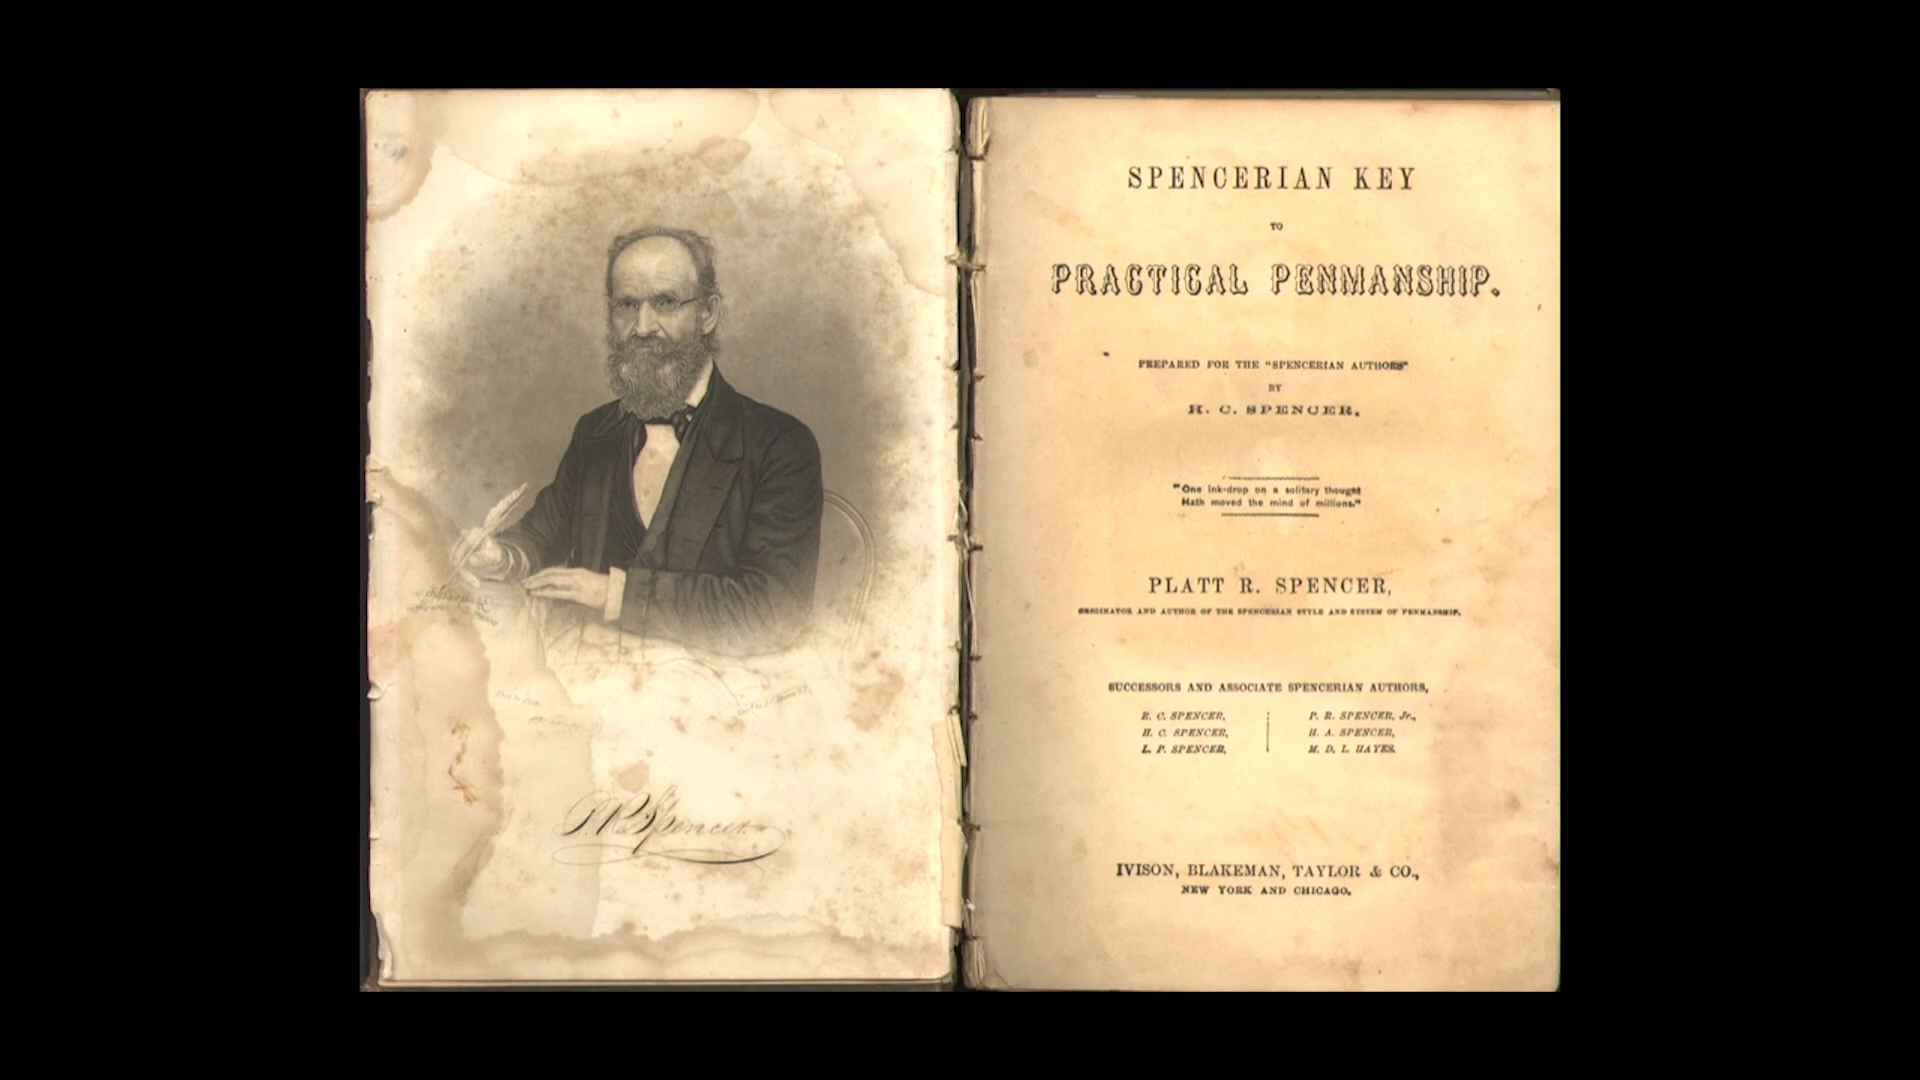 P. R. Spencer.
SPENCERIAN KEY
TO
PRACTICAL PENMANSHIP.
PREPARED FOR THE "SPENCERIAN AUTHORS"
BY
H. C. SPENCER.
"One ink-drop on a solitary thought
Hath moved the mind of millions."
PLATT R. SPENCER,
ORIGINATOR AND AUTHOR OF THE SPENCERIAN STYLE AND SYSTEM OF PENMANSHIP.
SUCCESSORS AND ASSOCIATE SPENCERIAN AUTHORS,
R. C. SPENCER,
H. C. SPENCER,
L. P. SPENCER,
P. R. SPENCER, Jr.,
H. A. SPENCER,
M. D. L. HAYES.
IVISON, BLAKEMAN, TAYLOR & CO.,
NEW YORK AND CHICAGO.